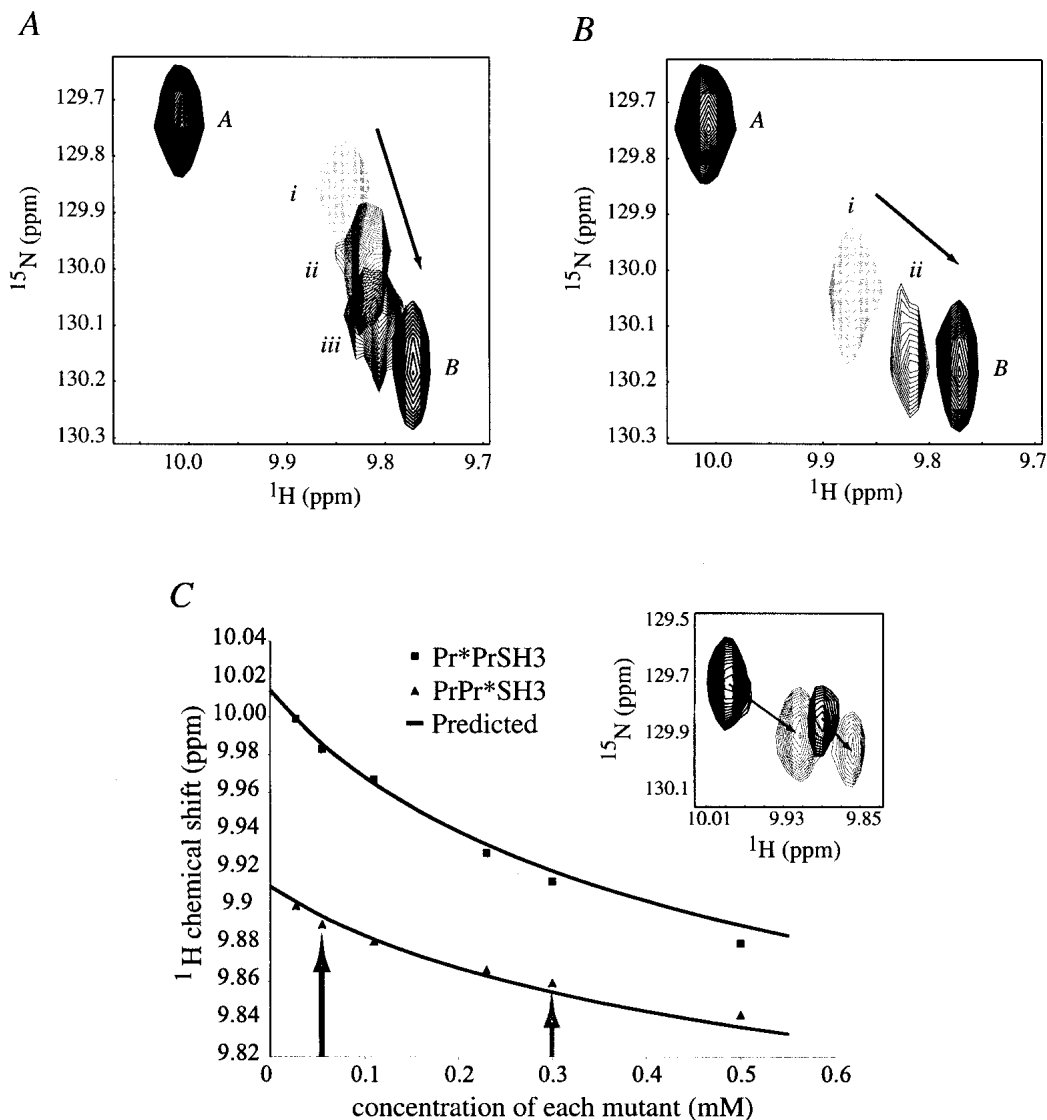 A
129.7
129.8
129.9
130.0
130.1
130.2
130.3
15N (ppm)
A
i
ii
iii
B
10.0
9.9
9.8
9.7
1H (ppm)
B
129.7
129.8
129.9
130.0
130.1
130.2
130.3
15N (ppm)
A
i
ii
B
10.0
9.9
9.8
9.7
1H (ppm)
C
10.04
10.02
10.00
9.98
9.96
9.94
9.92
9.9
9.88
9.86
9.84
9.82
1H chemical shift (ppm)
Pr*PrSH3
PrPr*SH3
Predicted
0
0.1
0.2
0.3
0.4
0.5
0.6
concentration of each mutant (mM)
129.5
129.7
129.9
130.1
15N (ppm)
10.01
9.93
9.85
1H (ppm)